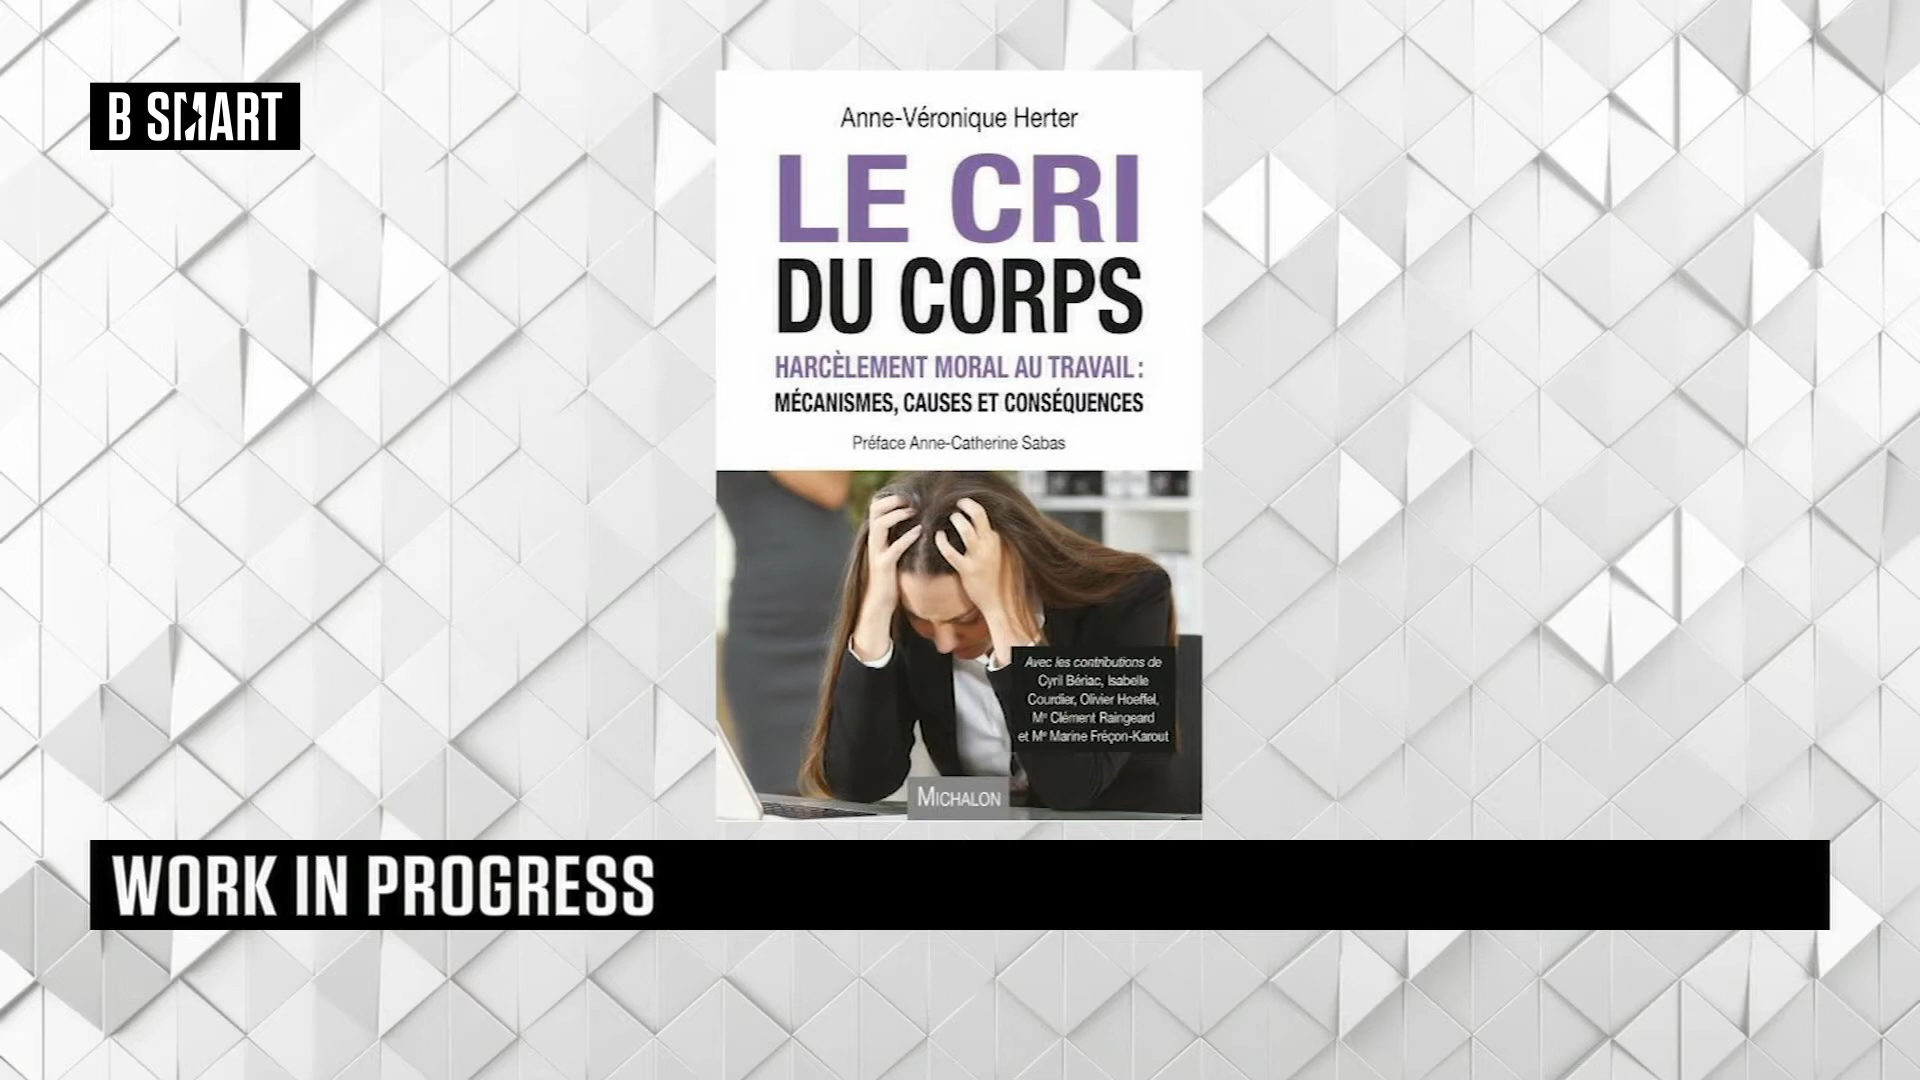 B SMART
Anne-Véronique Herter
LE CRI
DU CORPS
HARCÈLEMENT MORAL AU TRAVAIL :
MÉCANISMES, CAUSES ET CONSÉQUENCES
Préface Anne-Catherine Sabas
Avec les contributions de
Cyril Bériac, Isabelle
Courdier, Olivier Hoeffel,
Me Clément Raingeard
et Me Marine Fréçon-Karout
MICHALON
WORK IN PROGRESS